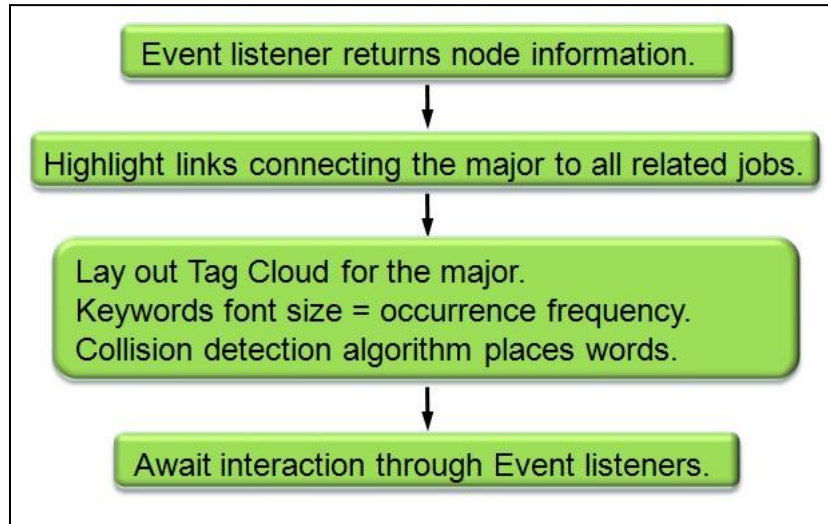 Event listener returns node information.
Highlight links connecting the major to all related jobs.
Lay out Tag Cloud for the major.
Keywords font size = occurrence frequency.
Collision detection algorithm places words.
Await interaction through Event listeners.